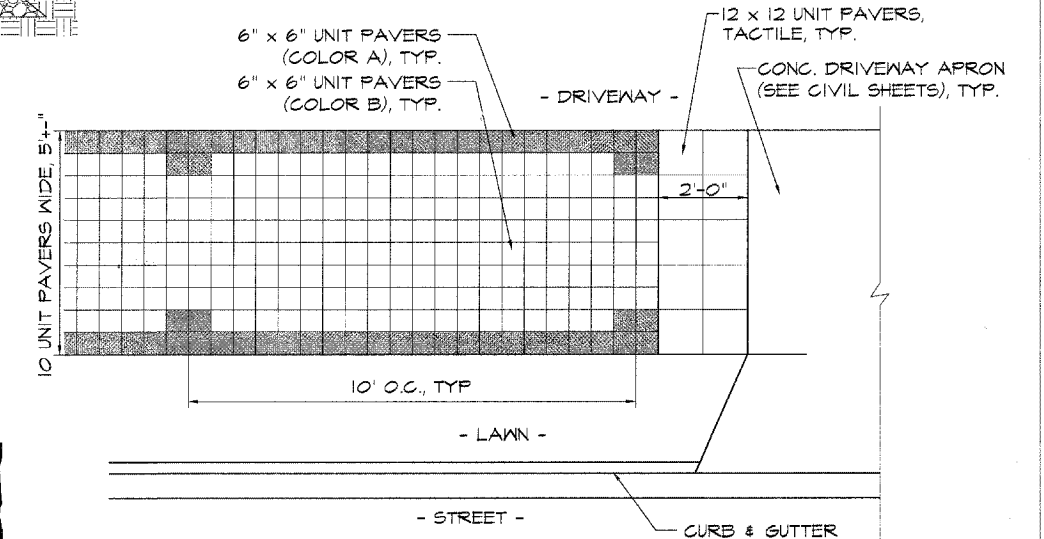 12 x 12 UNIT PAVERS,
TACTILE, TYP.
6" x 6" UNIT PAVERS
(COLOR A), TYP.
6" x 6" UNIT PAVERS
(COLOR B), TYP.
- DRIVEWAY -
CONC. DRIVEWAY APRON
(SEE CIVIL SHEETS), TYP.
10 UNIT PAVERS WIDE, 5'+-"
2'-0"
10' O.C., TYP
- LAWN -
- STREET -
CURB & GUTTER